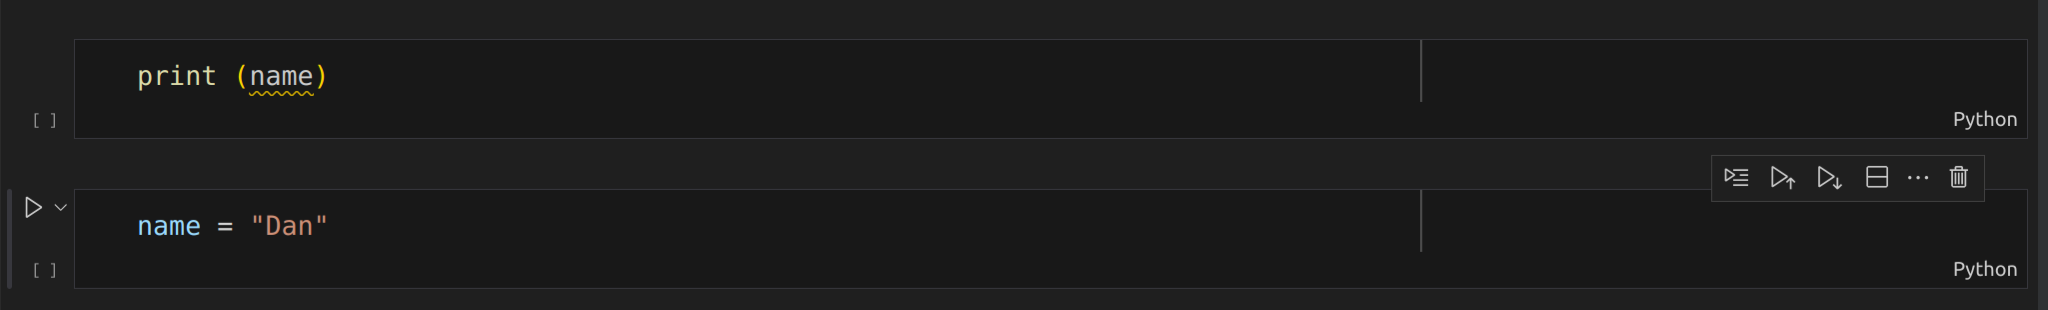 print (name)
[ ]
Python
name = "Dan"
[ ]
Python